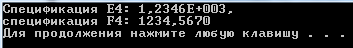 Спецификация E4: 1,2346E+003,
Спецификация F4: 1234,5670
Для продолжения нажмите любую клавишу . . .